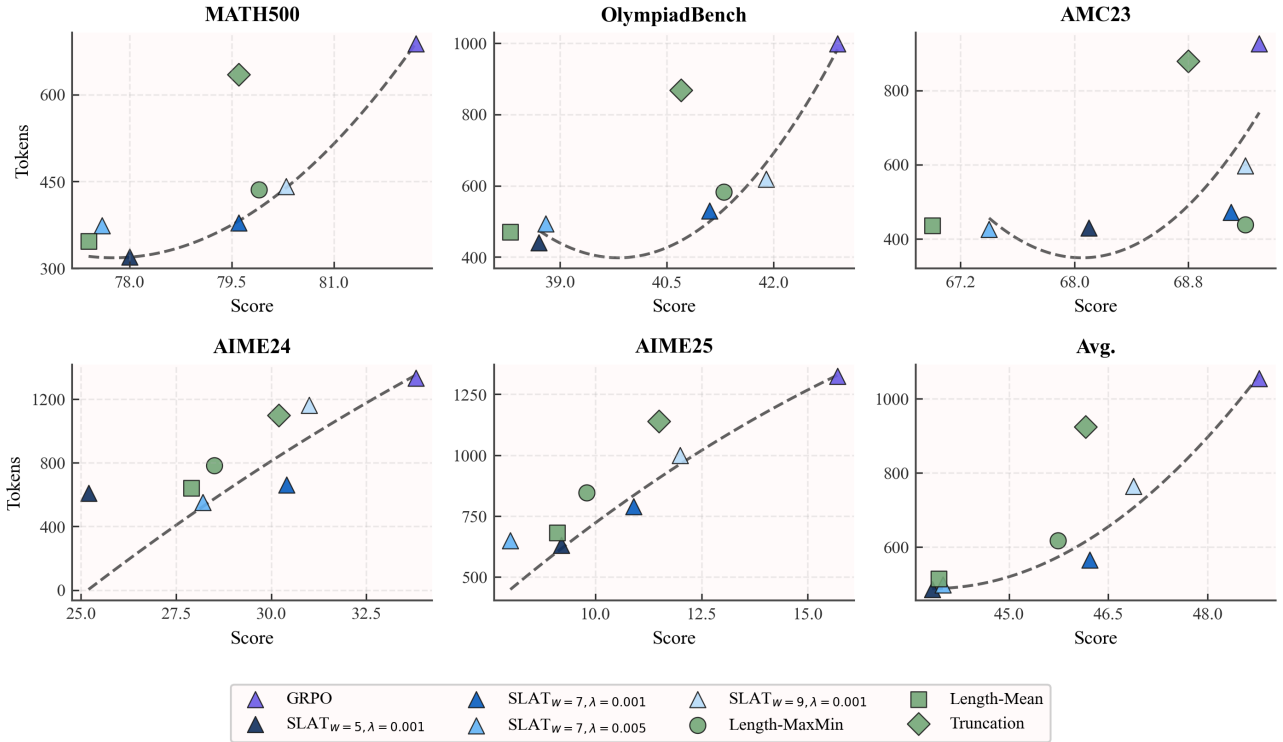 MATH500
OlympiadBench
AMC23
Tokens
600
450
300
78.0
79.5
81.0
Score
1000
800
600
400
39.0
40.5
42.0
Score
800
600
400
67.2
68.0
68.8
Score
AIME24
AIME25
Avg.
Tokens
1200
800
400
0
25.0
27.5
30.0
32.5
Score
1250
1000
750
500
10.0
12.5
15.0
Score
1000
800
600
45.0
46.5
48.0
Score
GRPO
SLAT w=5, λ=0.001
SLAT w=7, λ=0.001
SLAT w=7, λ=0.005
SLAT w=9, λ=0.001
Length-MaxMin
Length-Mean
Truncation